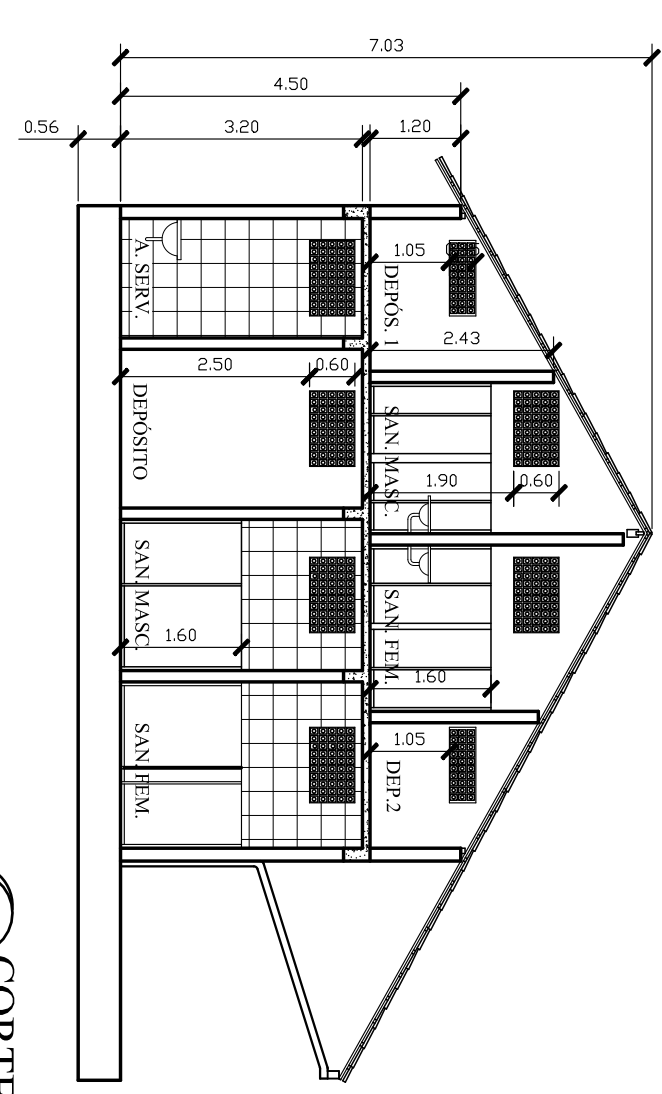 7.03
4.50
0.56
3.20
1.20
A. SERV.
1.05
DEPÓS. 1
2.43
2.50
0.60
DEPÓSITO
SAN. MASC.
1.90
0.60
SAN. MASC.
1.60
SAN. FEM.
1.60
SAN. FEM.
1.05
DEP.2
CORTE